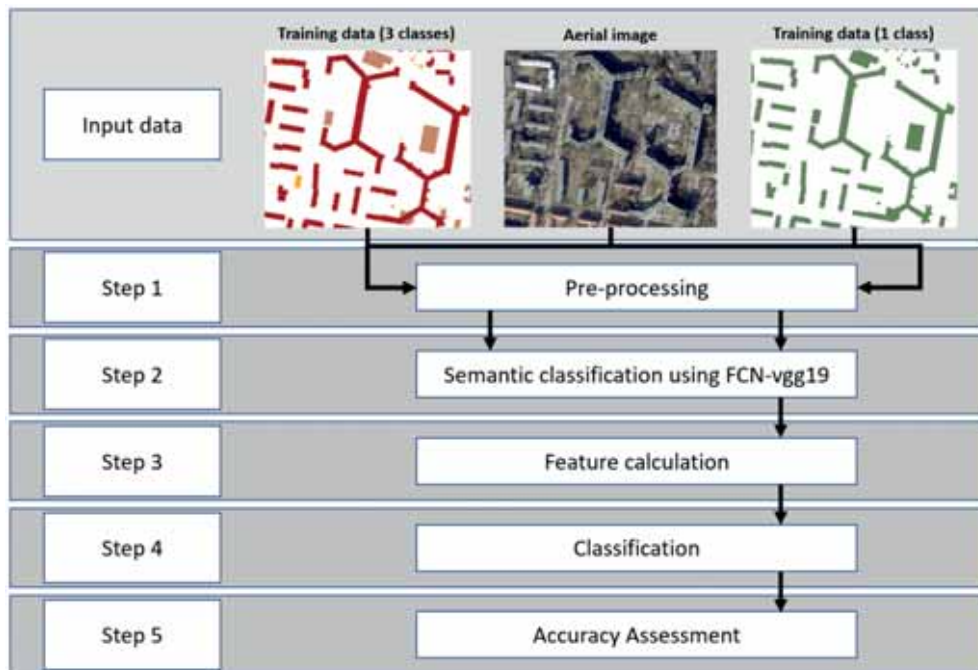 Training data (3 classes)
Aerial image
Training data (1 class)
Input data
Step 1
Pre-processing
Step 2
Semantic classification using FCN-vgg19
Step 3
Feature calculation
Step 4
Classification
Step 5
Accuracy Assessment